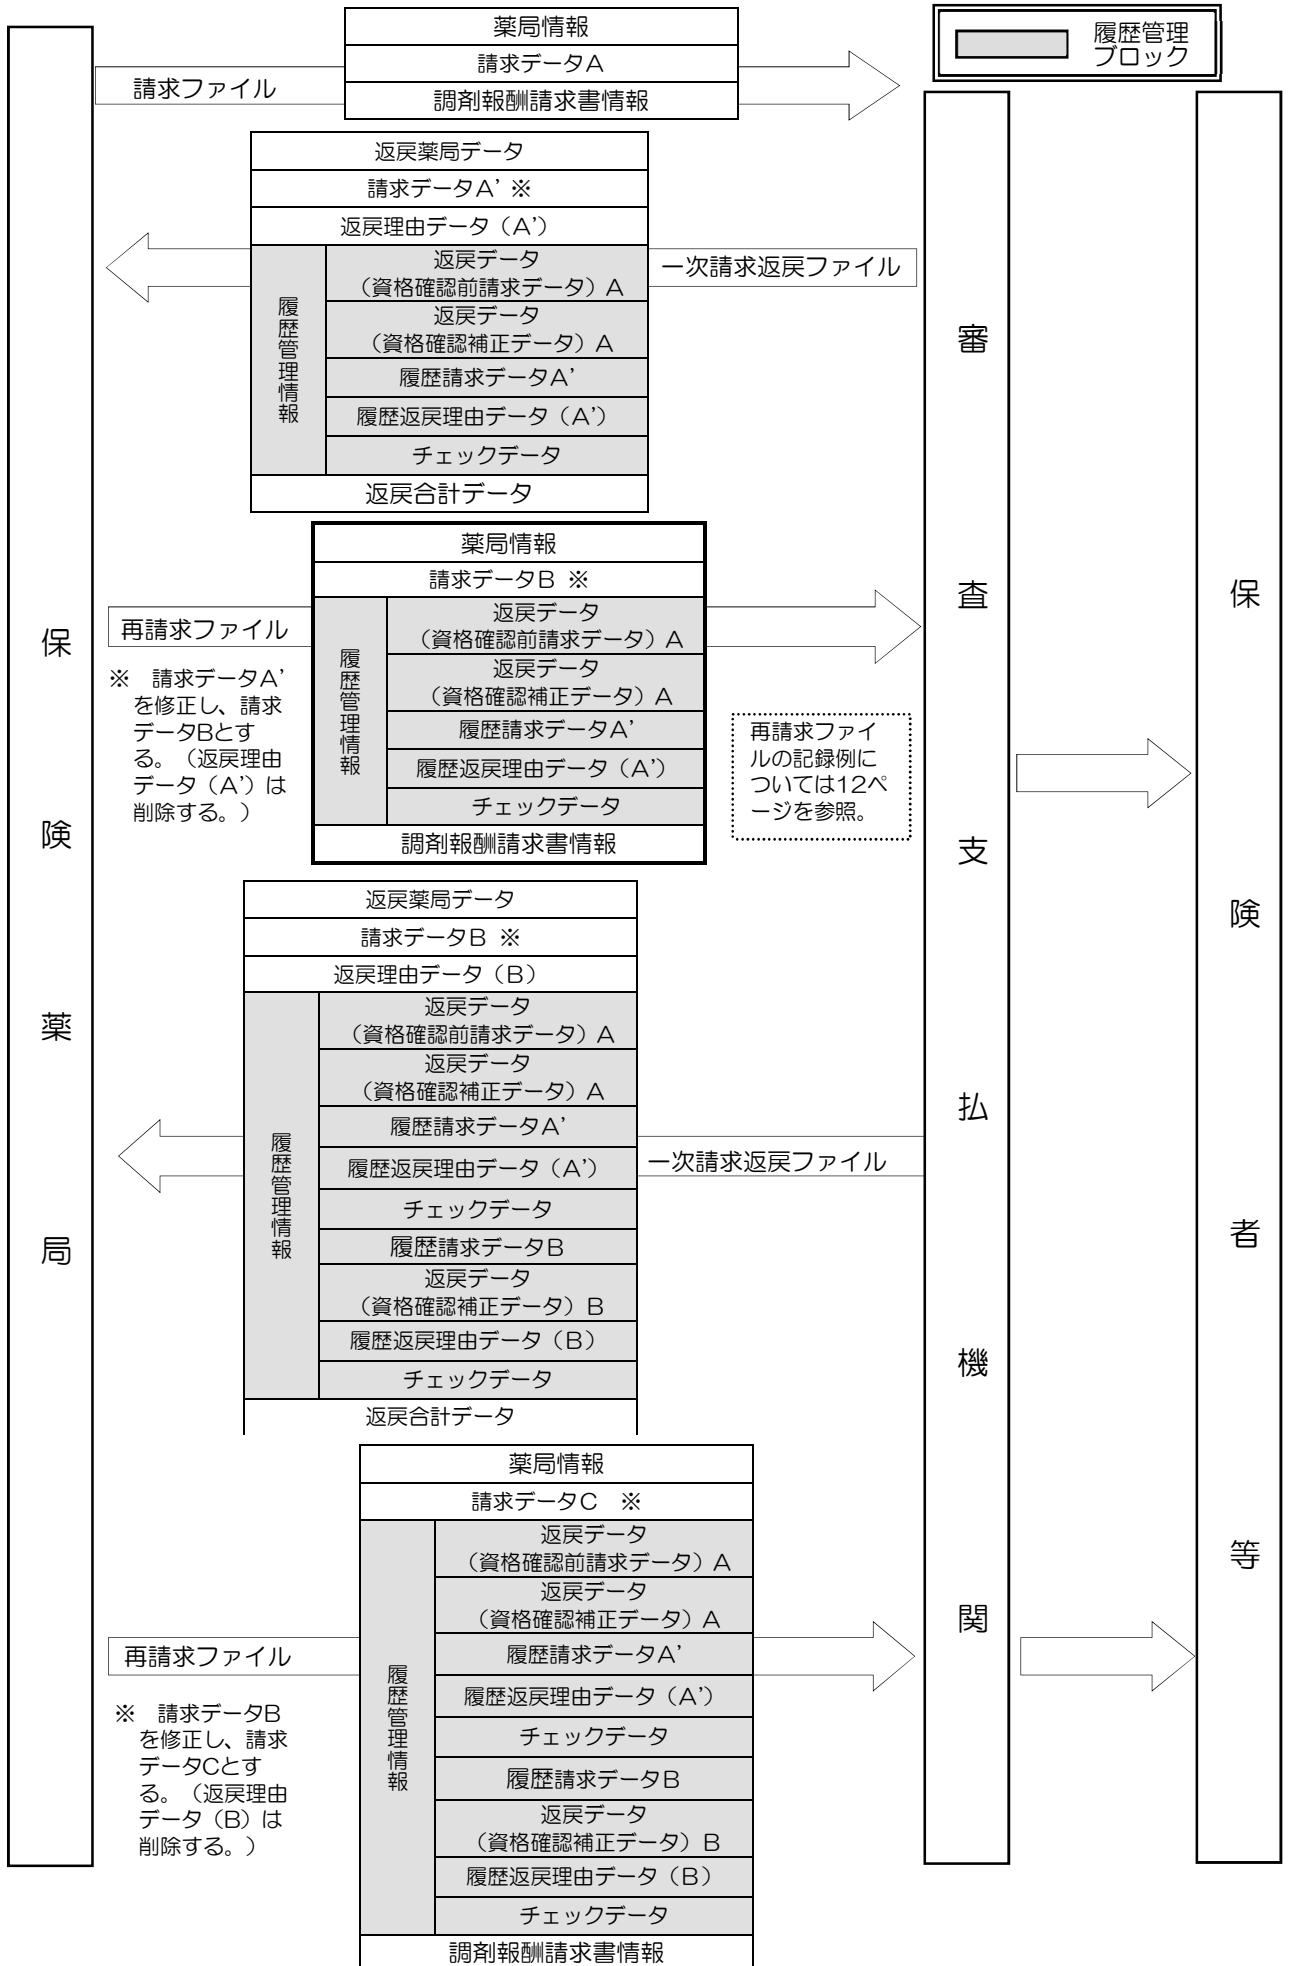 履歴管理
ブロック
薬局情報
請求データA
調剤報酬請求書情報
請求ファイル
返戻薬局データ
請求データA’ ※
返戻理由データ（A’）
履歴管理情報
返戻データ
（資格確認前請求データ）A
返戻データ
（資格確認補正データ）A
履歴請求データA’
履歴返戻理由データ（A’）
チェックデータ
返戻合計データ
一次請求返戻ファイル
薬局情報
請求データB ※
履歴管理情報
返戻データ
（資格確認前請求データ）A
返戻データ
（資格確認補正データ）A
履歴請求データA’
履歴返戻理由データ（A’）
チェックデータ
調剤報酬請求書情報
再請求ファイル
※　請求データA’
を修正し、請求
データBとす
る。（返戻理由
データ（A’）は
削除する。）
再請求ファイ
ルの記録例に
ついては12ペ
ージを参照。
返戻薬局データ
請求データB ※
返戻理由データ（B）
履歴管理情報
返戻データ
（資格確認前請求データ）A
返戻データ
（資格確認補正データ）A
履歴請求データA’
履歴返戻理由データ（A’）
チェックデータ
履歴請求データB
返戻データ
（資格確認補正データ）B
履歴返戻理由データ（B）
チェックデータ
返戻合計データ
一次請求返戻ファイル
薬局情報
請求データC　※
履歴管理情報
返戻データ
（資格確認前請求データ）A
返戻データ
（資格確認補正データ）A
履歴請求データA’
履歴返戻理由データ（A’）
チェックデータ
履歴請求データB
返戻データ
（資格確認補正データ）B
履歴返戻理由データ（B）
チェックデータ
調剤報酬請求書情報
再請求ファイル
※　請求データB
を修正し、請求
データCとす
る。（返戻理由
データ（B）は
削除する。）
保険薬局
審査支払機関
保険者等